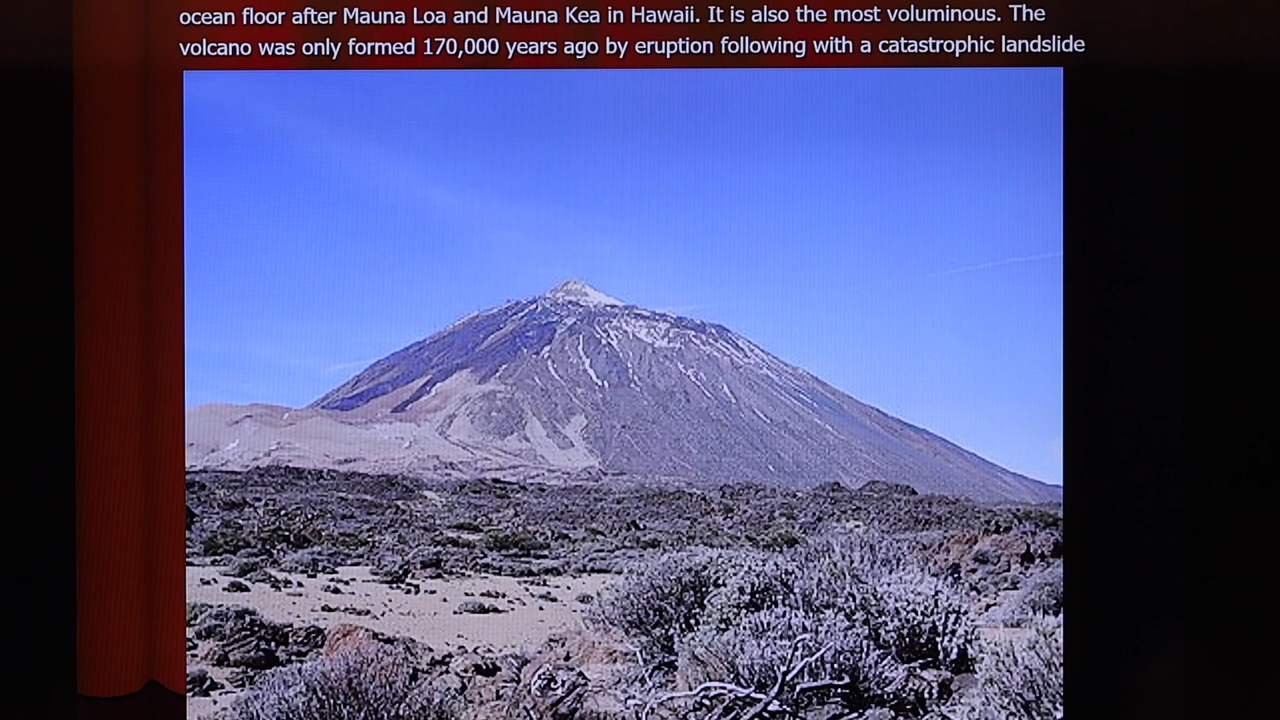 ocean floor after Mauna Loa and Mauna Kea in Hawaii. It is also the most voluminous. The
volcano was only formed 170,000 years ago by eruption following with a catastrophic landslide